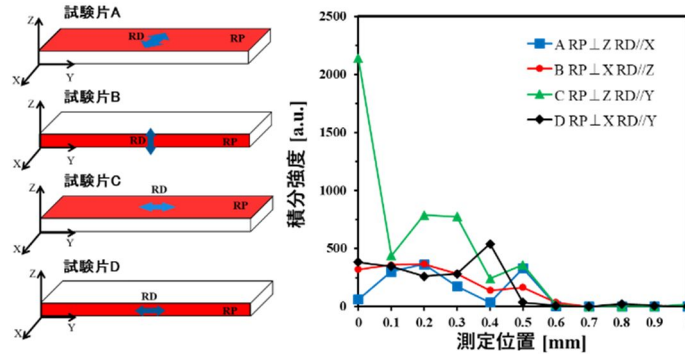 試験片A
Z
RD
RP
X
Y
試験片B
Z
RD
RP
X
Y
試験片C
Z
RD
RP
X
Y
試験片D
Z
RD
RP
X
Y
2500
2000
1500
1000
500
0
積分強度 [a.u.]
A RP⊥Z RD//X
B RP⊥X RD//Z
C RP⊥Z RD//Y
D RP⊥X RD//Y
0 0.1 0.2 0.3 0.4 0.5 0.6 0.7 0.8 0.9
測定位置 [mm]